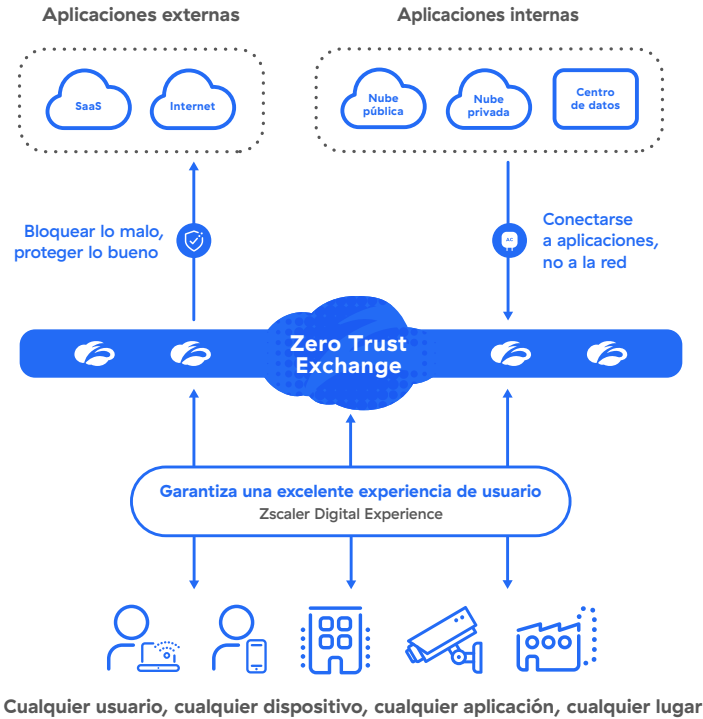 Aplicaciones externas
Aplicaciones internas
SaaS
Internet
Nube
pública
Nube
privada
Centro
de datos
Bloquear lo malo,
proteger lo bueno
AC
Conectarse
a aplicaciones,
no a la red
Zero Trust
Exchange
Garantiza una excelente experiencia de usuario
Zscaler Digital Experience
Cualquier usuario, cualquier dispositivo, cualquier aplicación, cualquier lugar